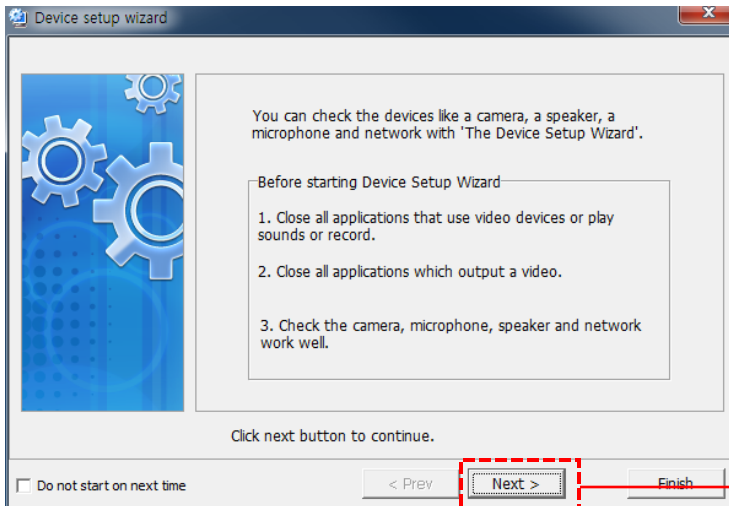 Device setup wizard
You can check the devices like a camera, a speaker, a
microphone and network with 'The Device Setup Wizard'.
Before starting Device Setup Wizard
1. Close all applications that use video devices or play
sounds or record.
2. Close all applications which output a video.
3. Check the camera, microphone, speaker and network
work well.
Click next button to continue.
Do not start on next time
< Prev
Next >
Finish